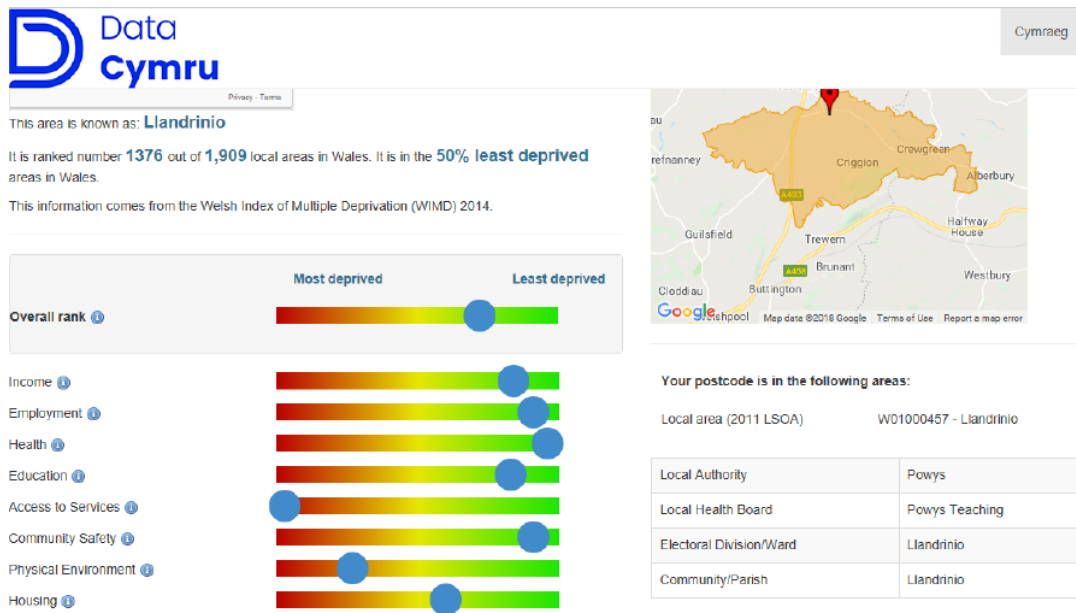 Data
Cymru
Cymraeg
Privacy - Terms
This area is known as: Llandrinio
It is ranked number 1376 out of 1,909 local areas in Wales. It is in the 50% least deprived
areas in Wales.
This information comes from the Welsh Index of Multiple Deprivation (WIMD) 2014.
Most deprived Least deprived
Overall rank
Income
Employment
Health
Education
Access to Services
Community Safety
Physical Environment
Housing
Crewgreen
Criggion
Alberbury
A483
Halfway
House
Guilsfield
Trewern
A458
Brunant
Westbury
Cloddiau
Buttington
Google
Map data ©2018 Google Terms of Use Report a map error
Your postcode is in the following areas:
Local area (2011 LSOA) W01000457 - Llandrinio
Local Authority Powys
Local Health Board Powys Teaching
Electoral Division/Ward Llandrinio
Community/Parish Llandrinio